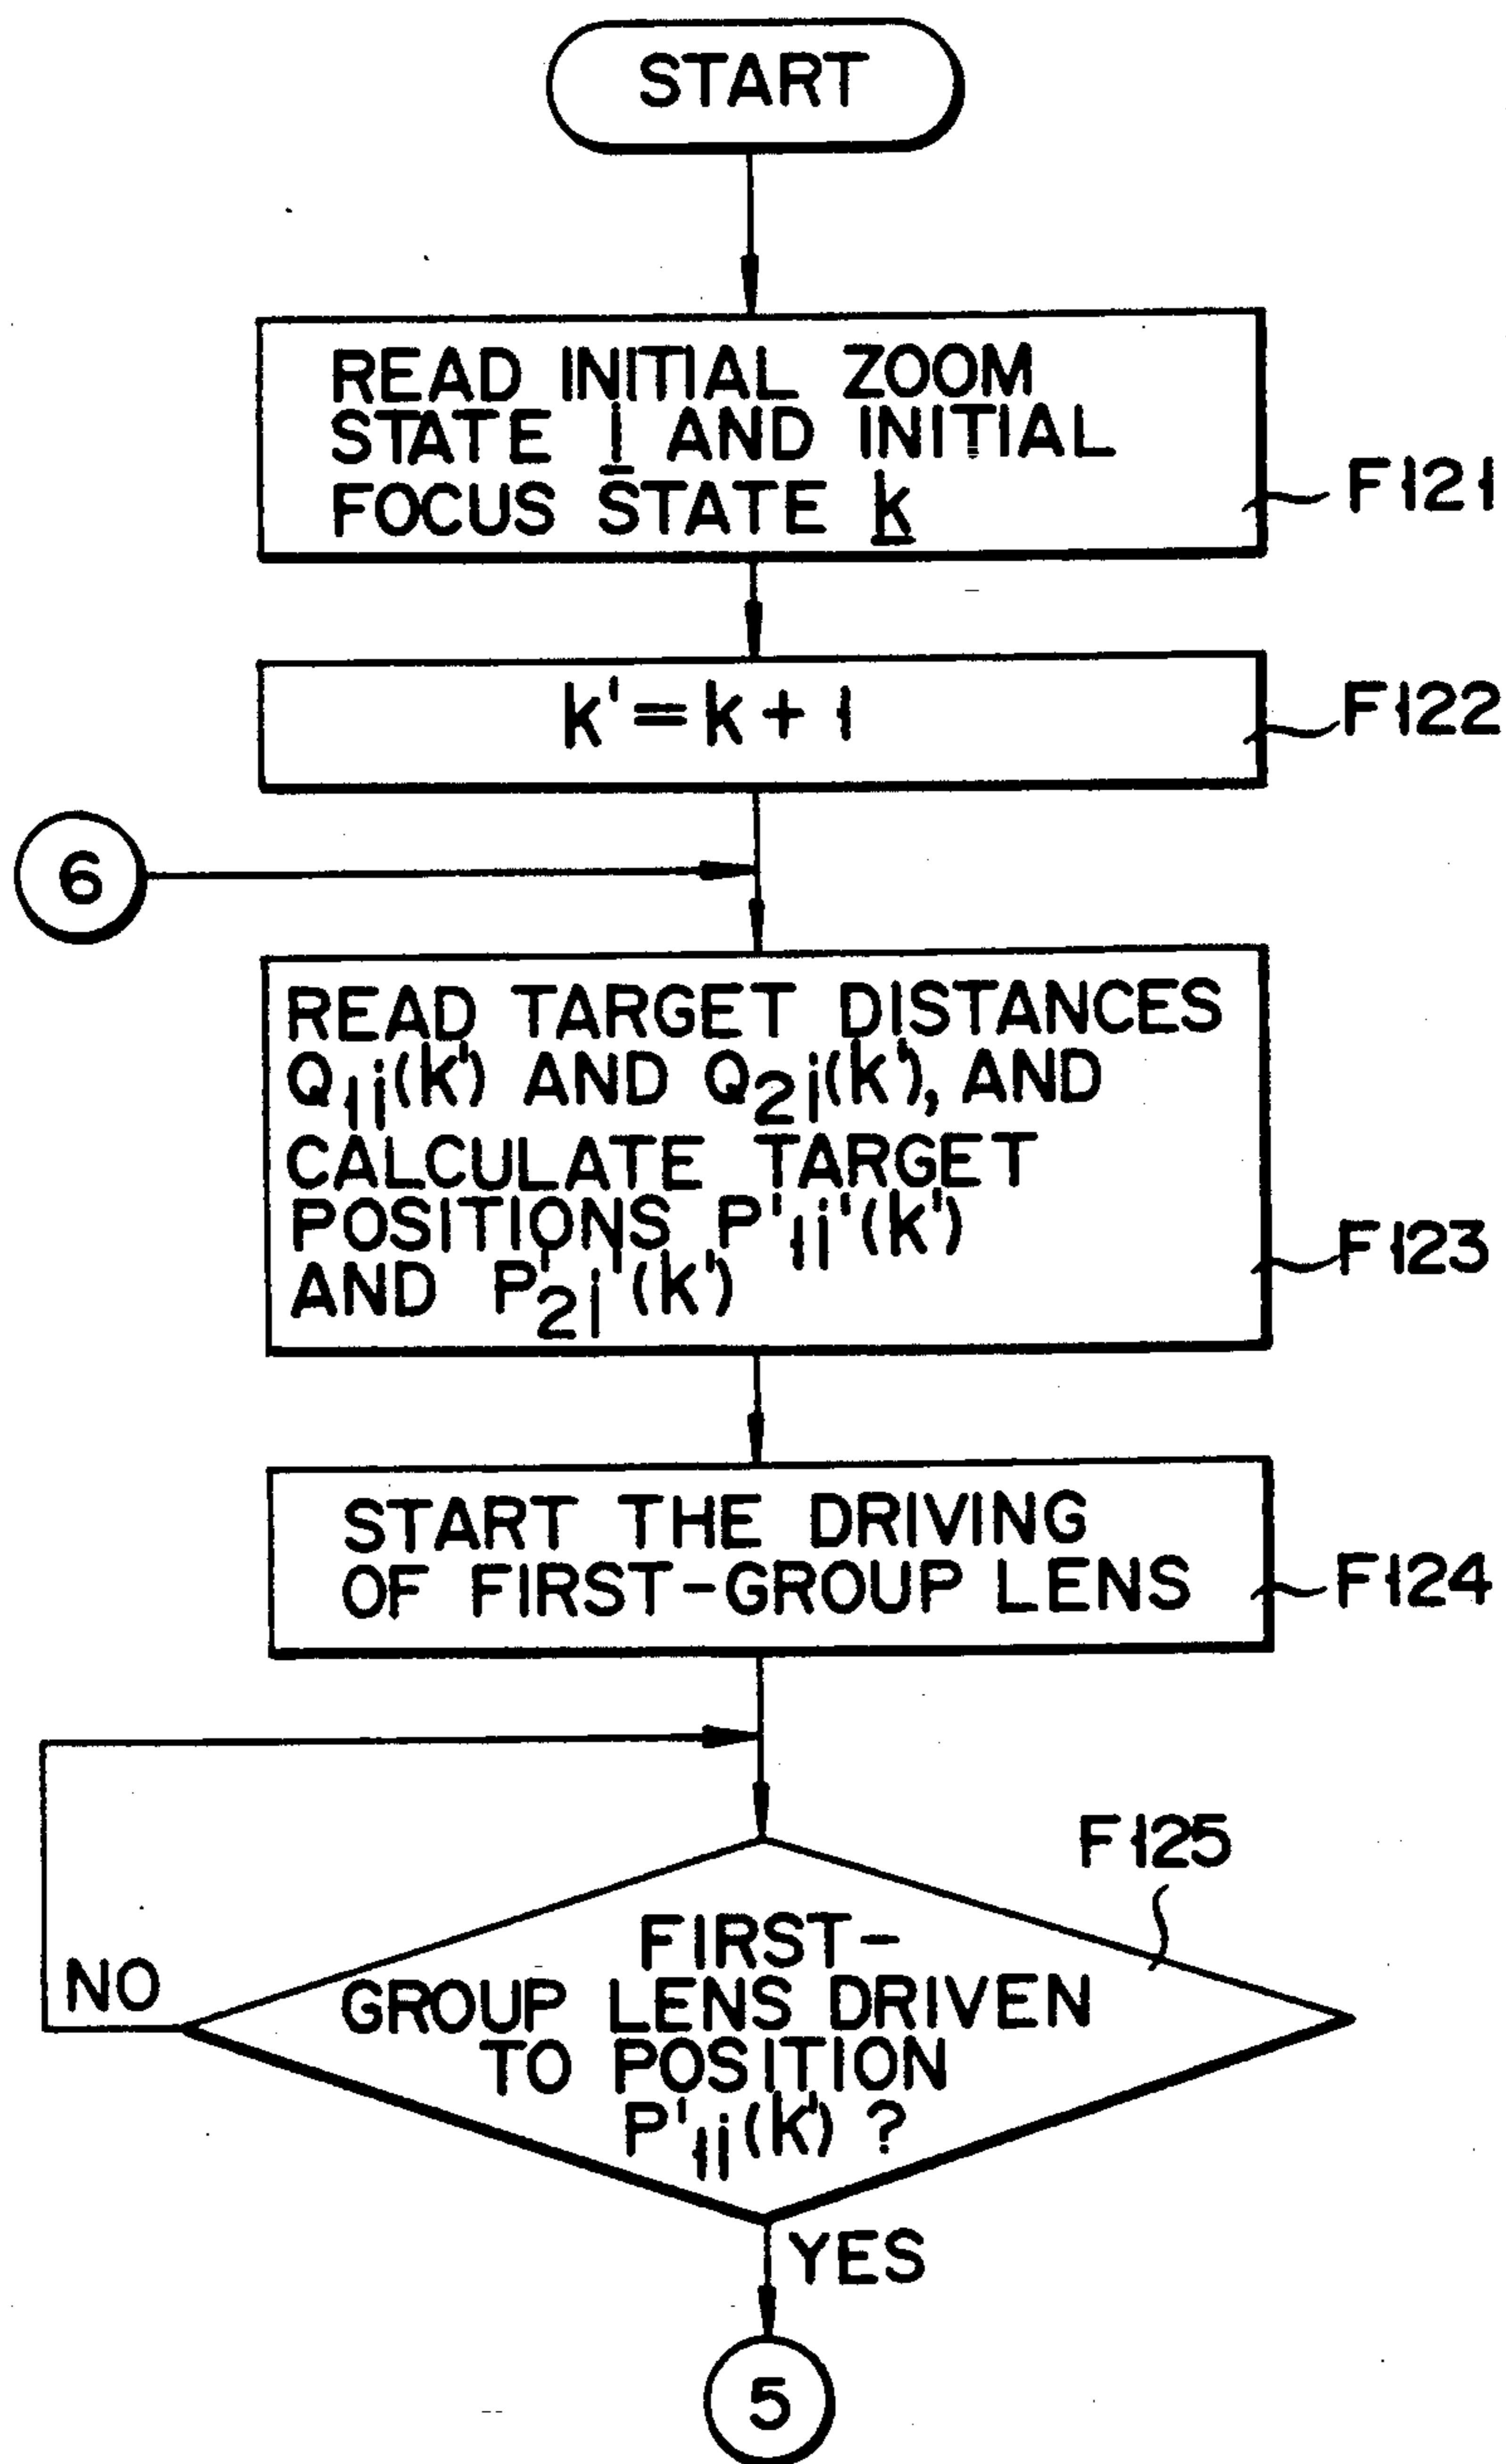 START
READ INITIAL ZOOM
STATE i AND INITIAL
FOCUS STATE k
F121
k'=k+1
F122
6
READ TARGET DISTANCES
Q1i(k') AND Q2i(k'), AND
CALCULATE TARGET
POSITIONS P'1i'(k')
AND P'2i'(k')
F123
START THE DRIVING
OF FIRST-GROUP LENS
F124
F125
FIRST-
GROUP LENS DRIVEN
TO POSITION
P'1i(k') ?
NO
YES
5